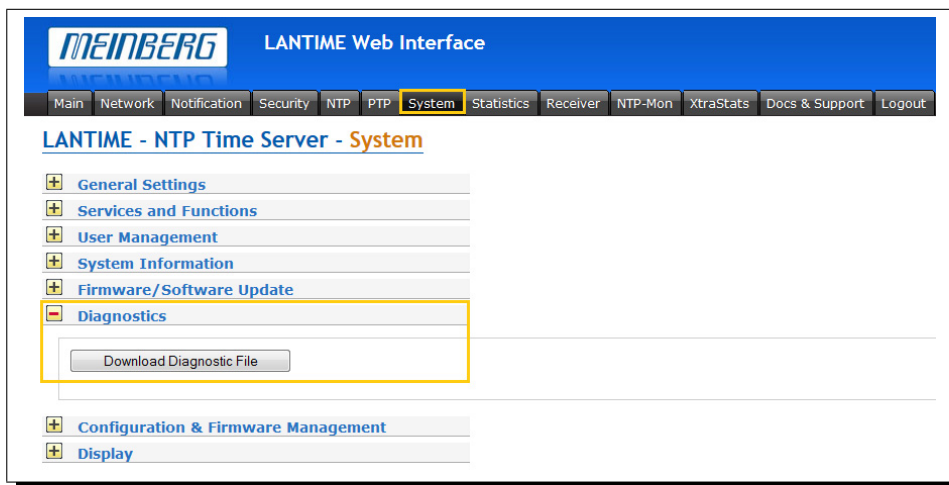 MEINBERG
LANTIME Web Interface
Main Network Notification Security NTP PTP System Statistics Receiver NTP-Mon XtraStats Docs & Support Logout
LANTIME - NTP Time Server - System
General Settings
Services and Functions
User Management
System Information
Firmware/Software Update
Diagnostics
Download Diagnostic File
Configuration & Firmware Management
Display